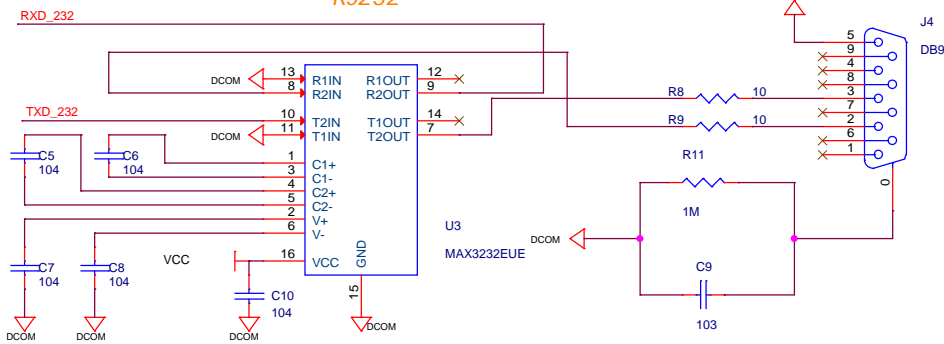 RS232
RXD_232
J4
DB9
5
9
4
8
3
7
2
6
1
0
DCOM
13
R1IN
R1OUT
12
8
R2IN
R2OUT
9
R8
10
TXD_232
10
T2IN
T1OUT
14
DCOM
11
T1IN
T2OUT
7
R9
10
C5
104
C6
104
1
C1+
3
C1-
4
C2+
5
C2-
2
V+
6
V-
R11
1M
U3
MAX3232EUE
DCOM
VCC
16
VCC
GND
15
C7
104
C8
104
C10
104
C9
103
DCOM
DCOM
DCOM
DCOM